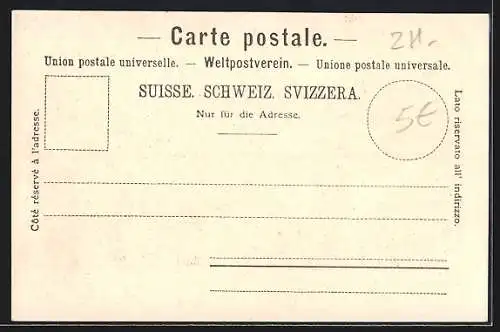 — Carte postale. —
Union postale universelle. — Weltpostverein. — Unione postale universale.
SUISSE. SCHWEIZ. SVIZZERA.
Nur für die Adresse.
Côté réservé à l'adresse.
Lato riservato all' indirizzo.
5€